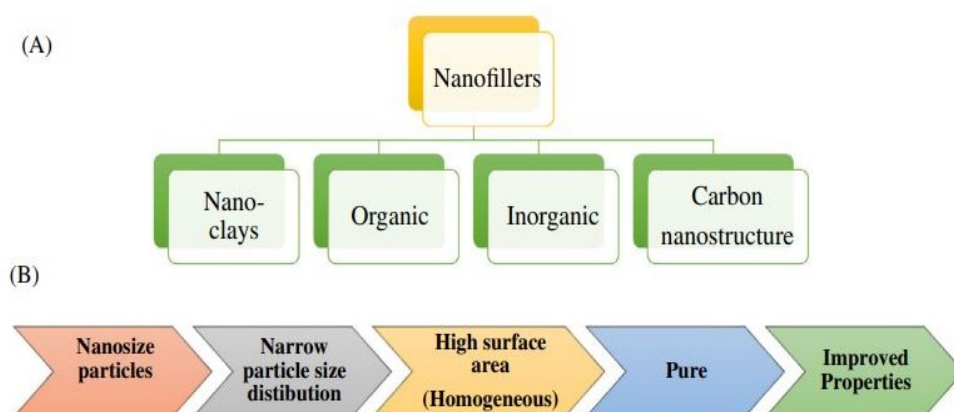 (A)
Nanofillers
Nano-
clays
Organic
Inorganic
Carbon
nanostructure
(B)
Nanosize
particles
Narrow
particle size
distibution
High surface
area
(Homogeneous)
Pure
Improved
Properties